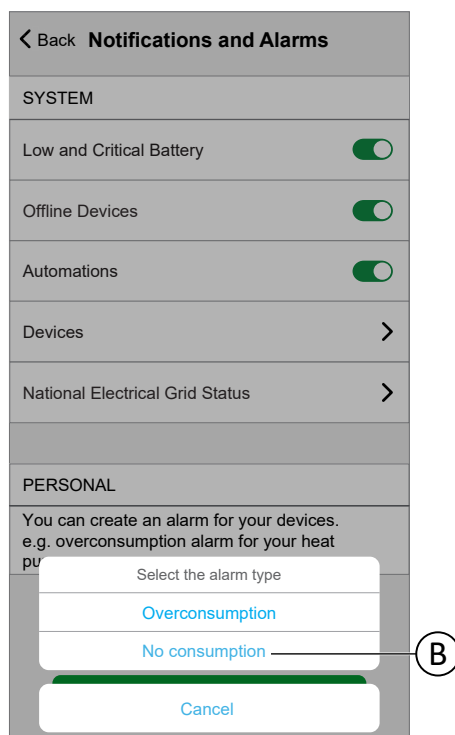 Back Notifications and Alarms
SYSTEM
Low and Critical Battery
Offline Devices
Automations
Devices
National Electrical Grid Status
PERSONAL
You can create an alarm for your devices.
e.g. overconsumption alarm for your heat
Select the alarm type
Overconsumption
No consumption
B
Cancel